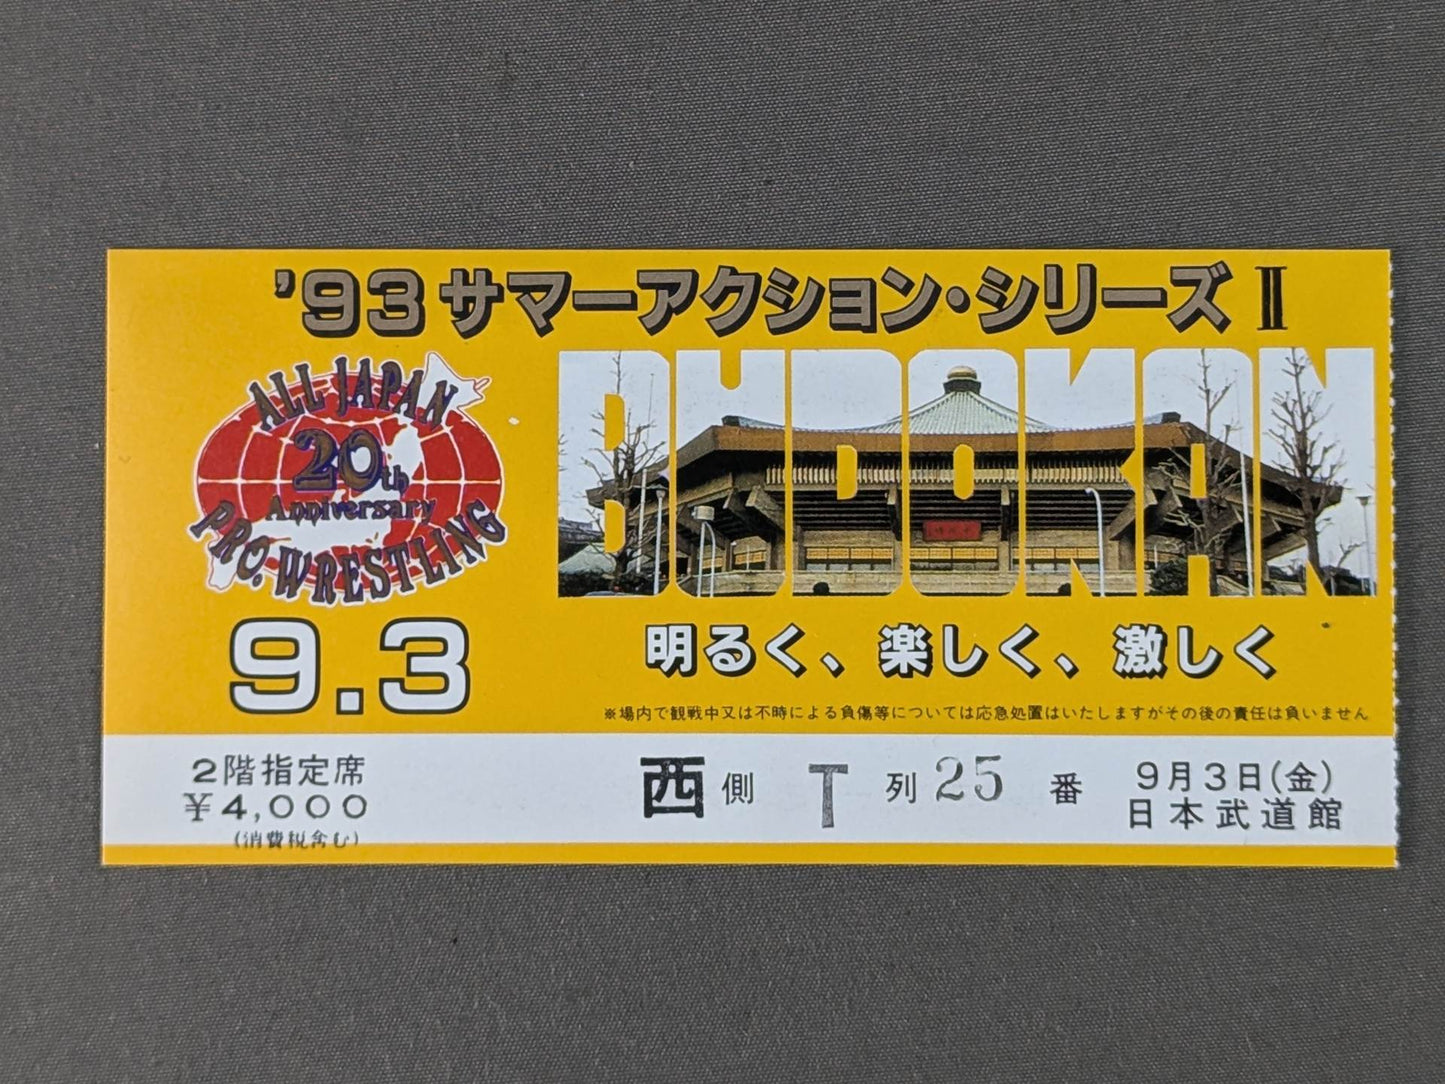 '93 サマーアクション・シリーズ II
ALL JAPAN
20th
Anniversary
PRO. WRESTLING
BUDOKAN
9.3
明るく、楽しく、激しく
※場内で観戦中又は不時による負傷等については応急処置はいたしますがその後の責任は負いません
2階指定席
¥4,000
(消費税含む)
西側 T 列 25 番
9月3日(金)
日本武道館